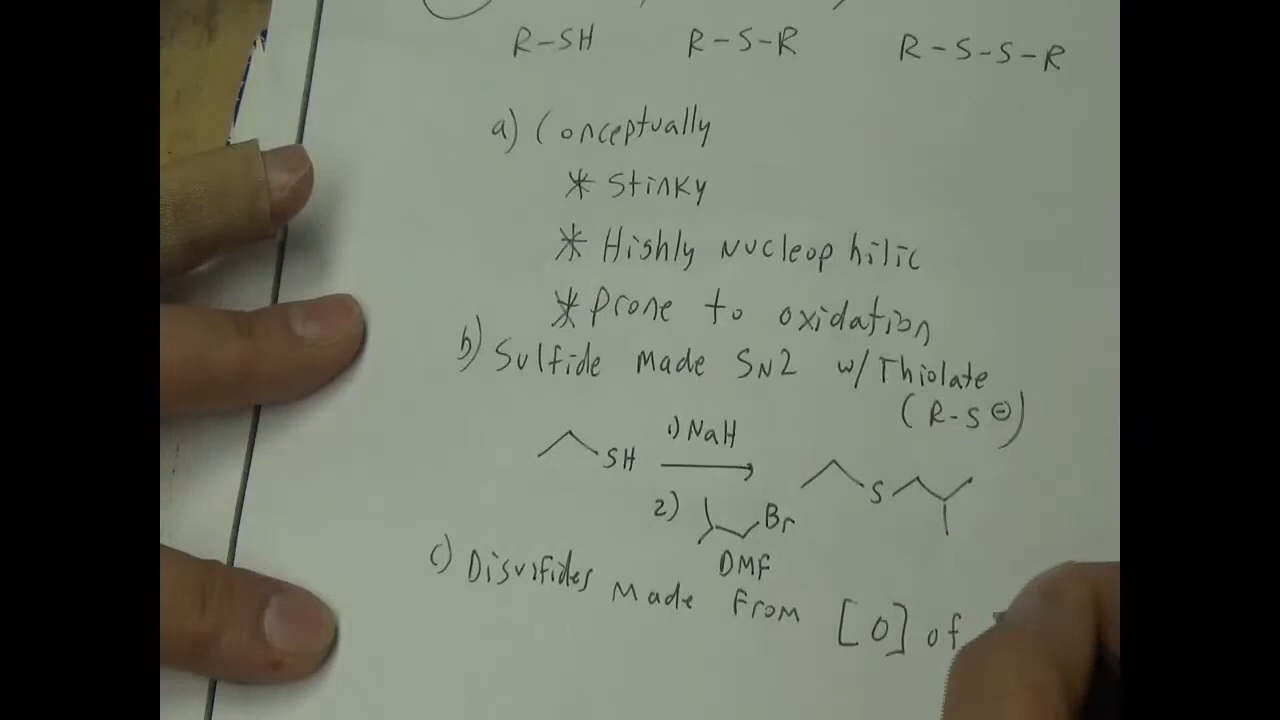 R-SH R-S-R R-S-S-R
a) Conceptually
* Stinky
* Highly Nucleophilic
* Prone to oxidation
b) Sulfide Made SN2 w/ Thiolate
(R-S⊖)
SH 1) NaH S
2) Br
DMF
c) Disulfides Made From [O] of